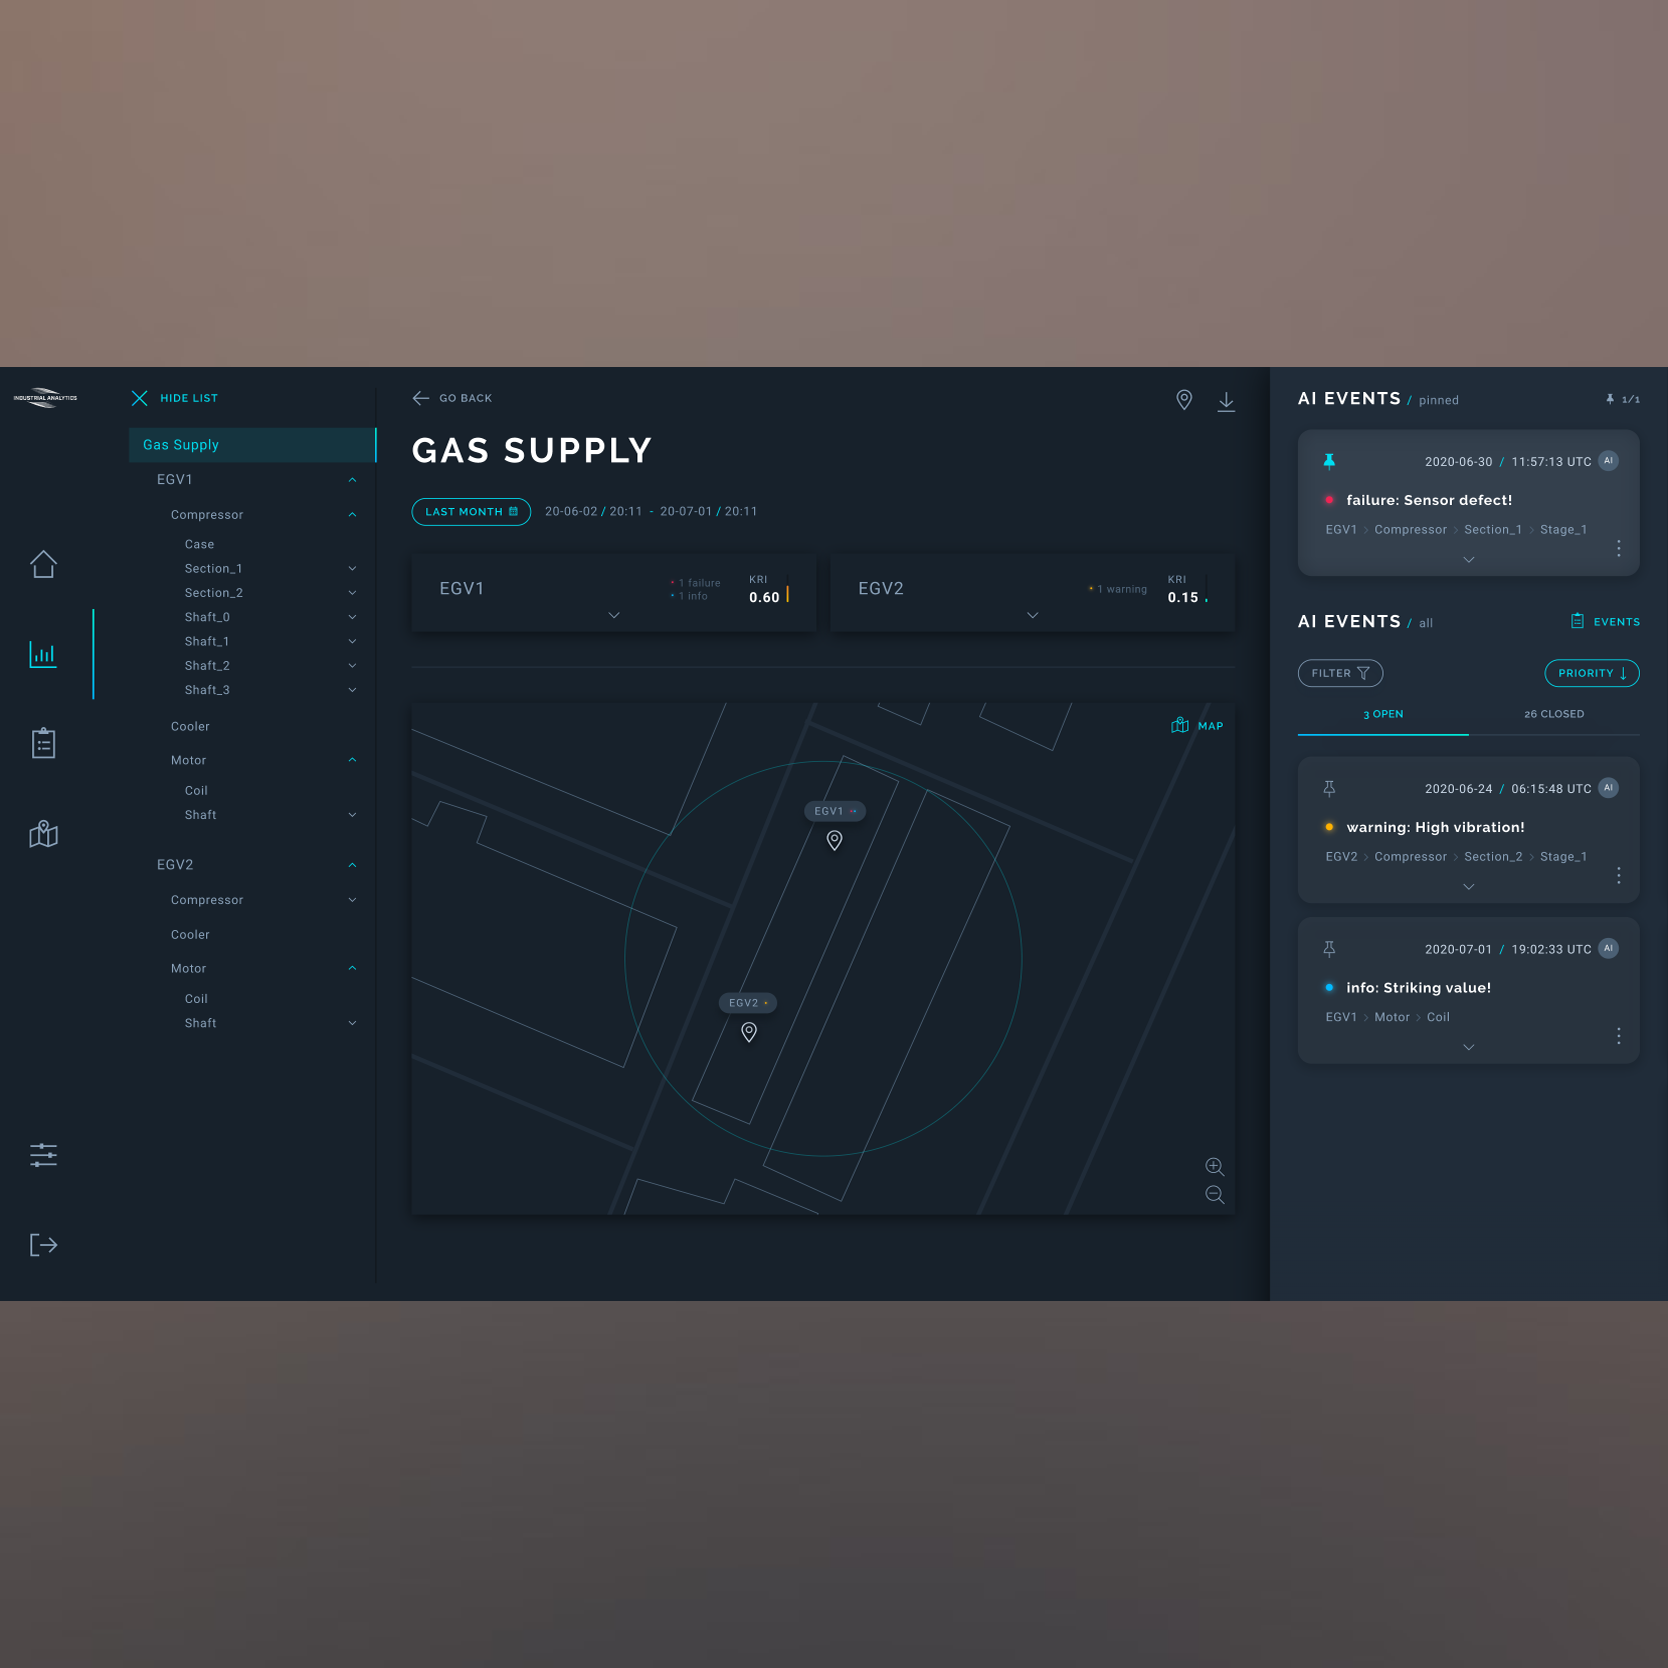 INDUSTRIAL ANALYTICS
HIDE LIST
Gas Supply
EGV1
Compressor
Case
Section_1
Section_2
Shaft_0
Shaft_1
Shaft_2
Shaft_3
Cooler
Motor
Coil
Shaft
EGV2
Compressor
Cooler
Motor
Coil
Shaft
GO BACK
GAS SUPPLY
LAST MONTH
20-06-02 / 20:11 - 20-07-01 / 20:11
EGV1
1 failure
1 info
KRI
0.60
EGV2
1 warning
KRI
0.15
MAP
EGV1
EGV2
AI EVENTS / pinned
1/1
2020-06-30 / 11:57:13 UTC AI
failure: Sensor defect!
EGV1 > Compressor > Section_1 > Stage_1
AI EVENTS / all
EVENTS
FILTER
PRIORITY
3 OPEN
26 CLOSED
2020-06-24 / 06:15:48 UTC AI
warning: High vibration!
EGV2 > Compressor > Section_2 > Stage_1
2020-07-01 / 19:02:33 UTC AI
info: Striking value!
EGV1 > Motor > Coil